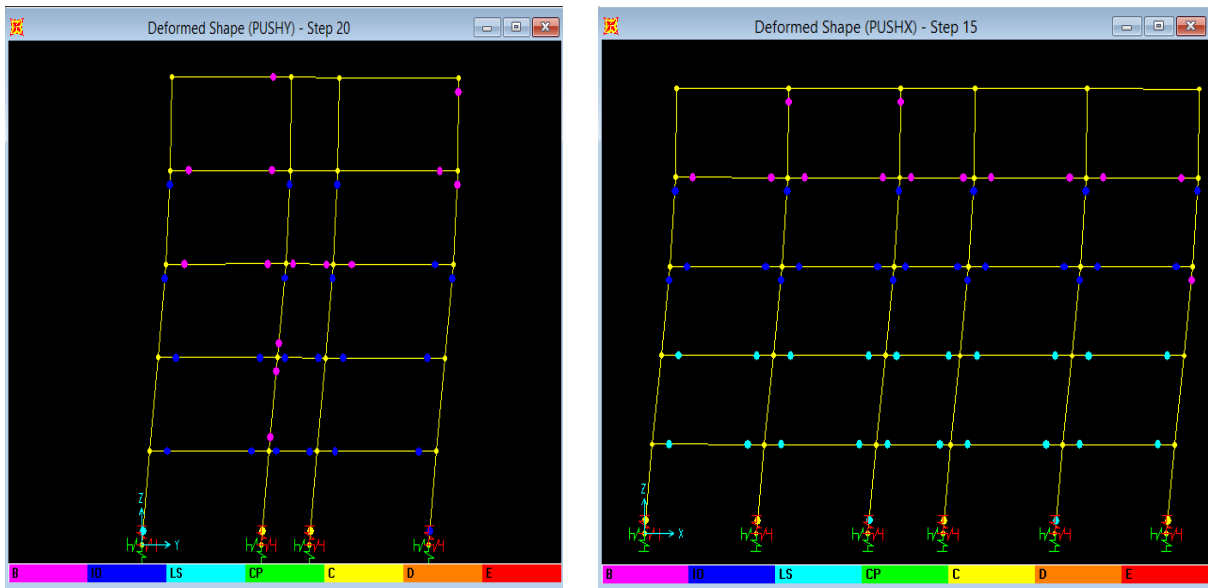 Deformed Shape (PUSHY) - Step 20
Z
Y
B IO LS CP C D E
Deformed Shape (PUSHX) - Step 15
Z
X
B IO LS CP C D E